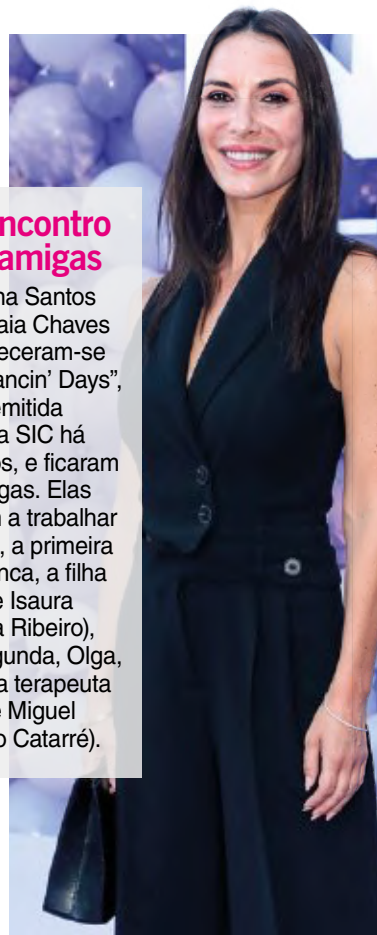 ncontro
amigas
na Santos
aia Chaves
eceram-se
ancin’ Days”,
emitida
a SIC há
os, e ficaram
gas. Elas
m a trabalhar
, a primeira
nca, a filha
e Isaura
a Ribeiro),
gunda, Olga,
a terapeuta
e Miguel
o Catarré).